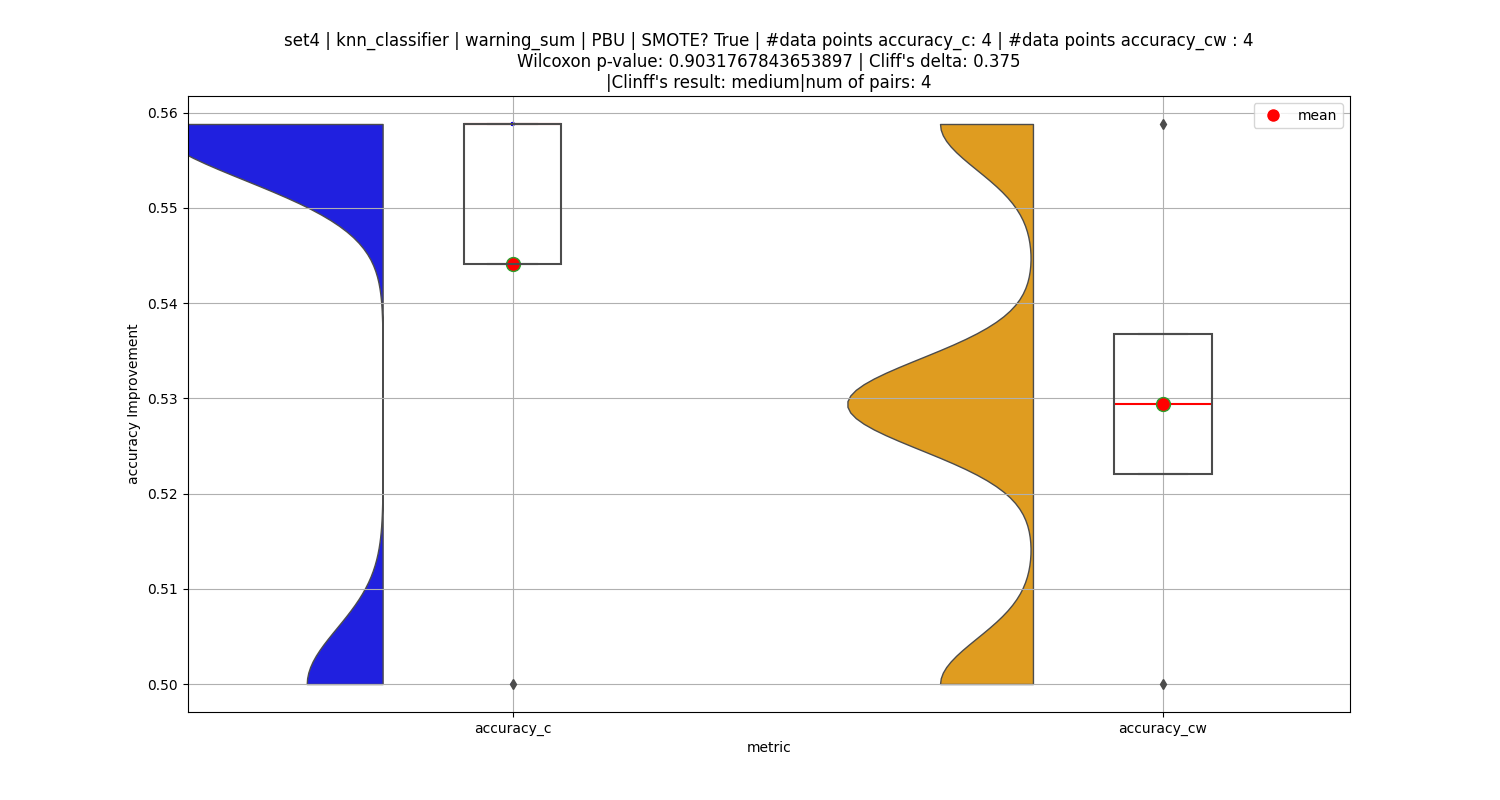 set4 | knn_classifier | warning_sum | PBU | SMOTE? True | #data points accuracy_c: 4 | #data points accuracy_cw : 4
Wilcoxon p-value: 0.9031767843653897 | Cliff's delta: 0.375
|Clinff's result: medium|num of pairs: 4
mean
0.56
0.55
0.54
0.53
0.52
0.51
0.50
accuracy Improvement
accuracy_c
accuracy_cw
metric